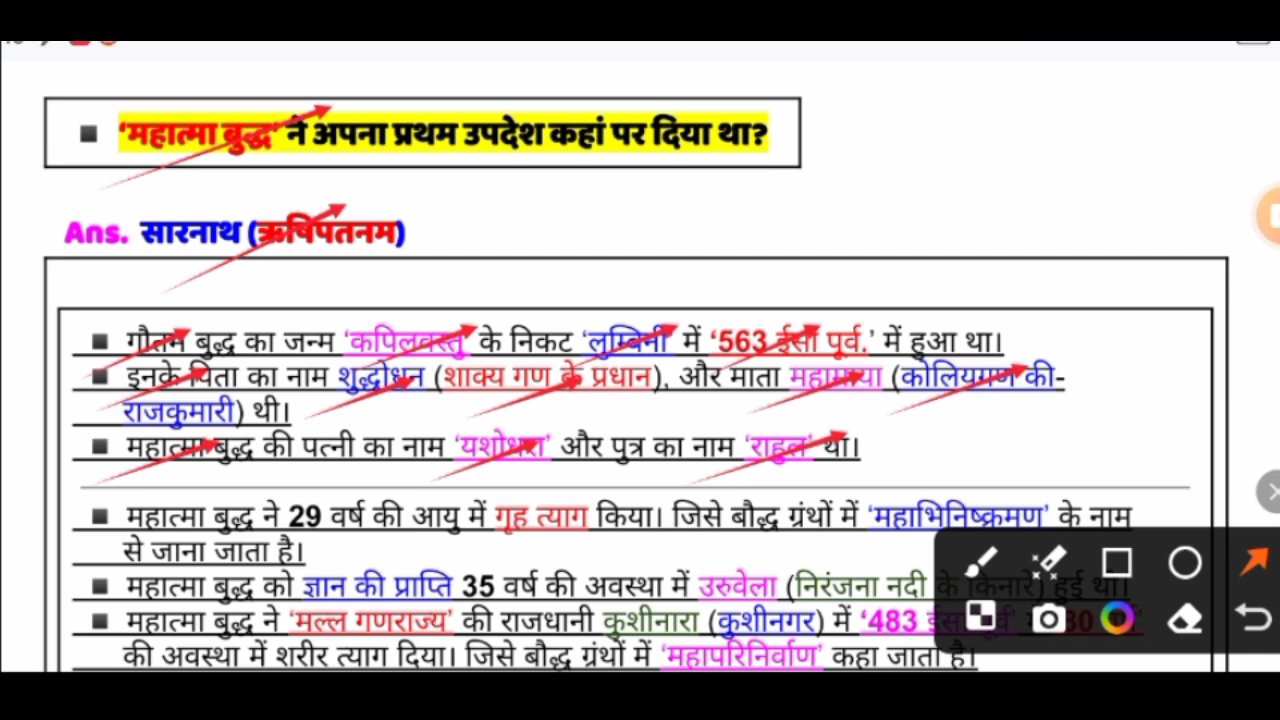 ▪ ‘महात्मा बुद्ध’ ने अपना प्रथम उपदेश कहां पर दिया था?
Ans. सारनाथ (ऋषिपतनम)
▪ गौतम बुद्ध का जन्म ‘कपिलवस्तु’ के निकट ‘लुम्बिनी’ में ‘563 ईसा पूर्व.’ में हुआ था।
▪ इनके पिता का नाम शुद्धोधन (शाक्य गण के प्रधान), और माता महामाया (कोलियगण की-
राजकुमारी) थी।
▪ महात्मा बुद्ध की पत्नी का नाम ‘यशोधरा’ और पुत्र का नाम ‘राहुल’ था।
▪ महात्मा बुद्ध ने 29 वर्ष की आयु में गृह त्याग किया। जिसे बौद्ध ग्रंथों में ‘महाभिनिष्क्रमण’ के नाम
से जाना जाता है।
▪ महात्मा बुद्ध को ज्ञान की प्राप्ति 35 वर्ष की अवस्था में उरुवेला (निरंजना नदी के किनारे) हुई थी।
▪ महात्मा बुद्ध ने ‘मल्ल गणराज्य’ की राजधानी कुशीनारा (कुशीनगर) में ‘483 ईसा पूर्व’
की अवस्था में शरीर त्याग दिया। जिसे बौद्ध ग्रंथों में ‘महापरिनिर्वाण’ कहा जाता है।